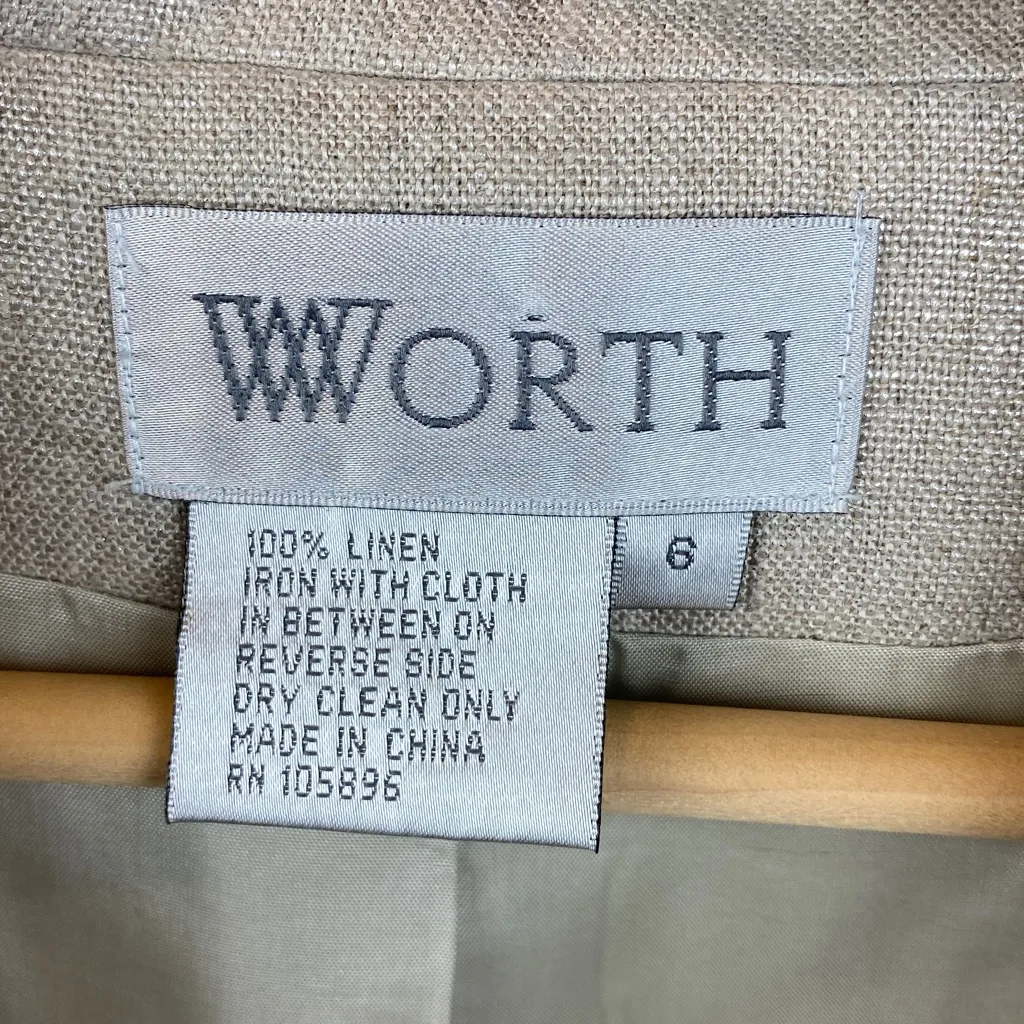 WORTH
6
100% LINEN
IRON WITH CLOTH
IN BETWEEN ON
REVERSE SIDE
DRY CLEAN ONLY
MADE IN CHINA
RN 105896